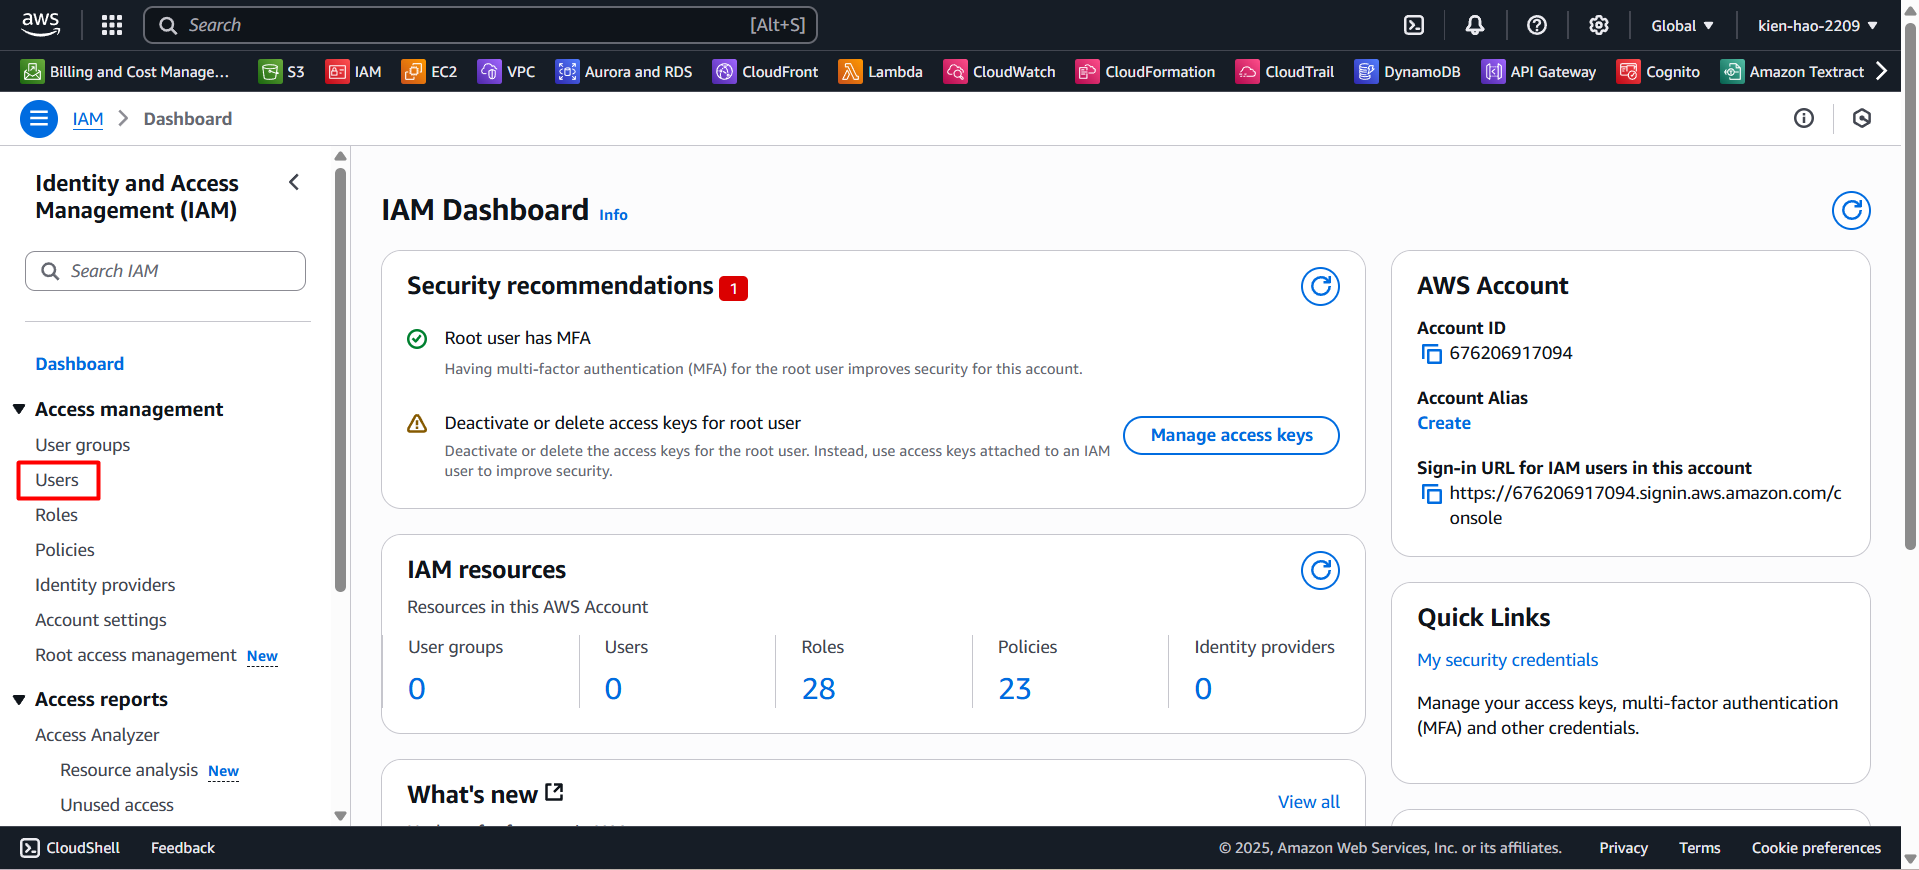 aws
Search [Alt+S]
Global
kien-hao-2209
Billing and Cost Manage...
S3
IAM
EC2
VPC
Aurora and RDS
CloudFront
Lambda
CloudWatch
CloudFormation
CloudTrail
DynamoDB
API Gateway
Cognito
Amazon Textract
IAM
Dashboard
Identity and Access
Management (IAM)
Search IAM
Dashboard
Access management
User groups
Users
Roles
Policies
Identity providers
Account settings
Root access management New
Access reports
Access Analyzer
Resource analysis New
Unused access
IAM Dashboard Info
Security recommendations 1
Root user has MFA
Having multi-factor authentication (MFA) for the root user improves security for this account.
Deactivate or delete access keys for root user
Deactivate or delete the access keys for the root user. Instead, use access keys attached to an IAM
user to improve security.
Manage access keys
IAM resources
Resources in this AWS Account
User groups
0
Users
0
Roles
28
Policies
23
Identity providers
0
What's new
View all
AWS Account
Account ID
676206917094
Account Alias
Create
Sign-in URL for IAM users in this account
https://676206917094.signin.aws.amazon.com/c
onsole
Quick Links
My security credentials
Manage your access keys, multi-factor authentication
(MFA) and other credentials.
CloudShell
Feedback
© 2025, Amazon Web Services, Inc. or its affiliates.
Privacy
Terms
Cookie preferences